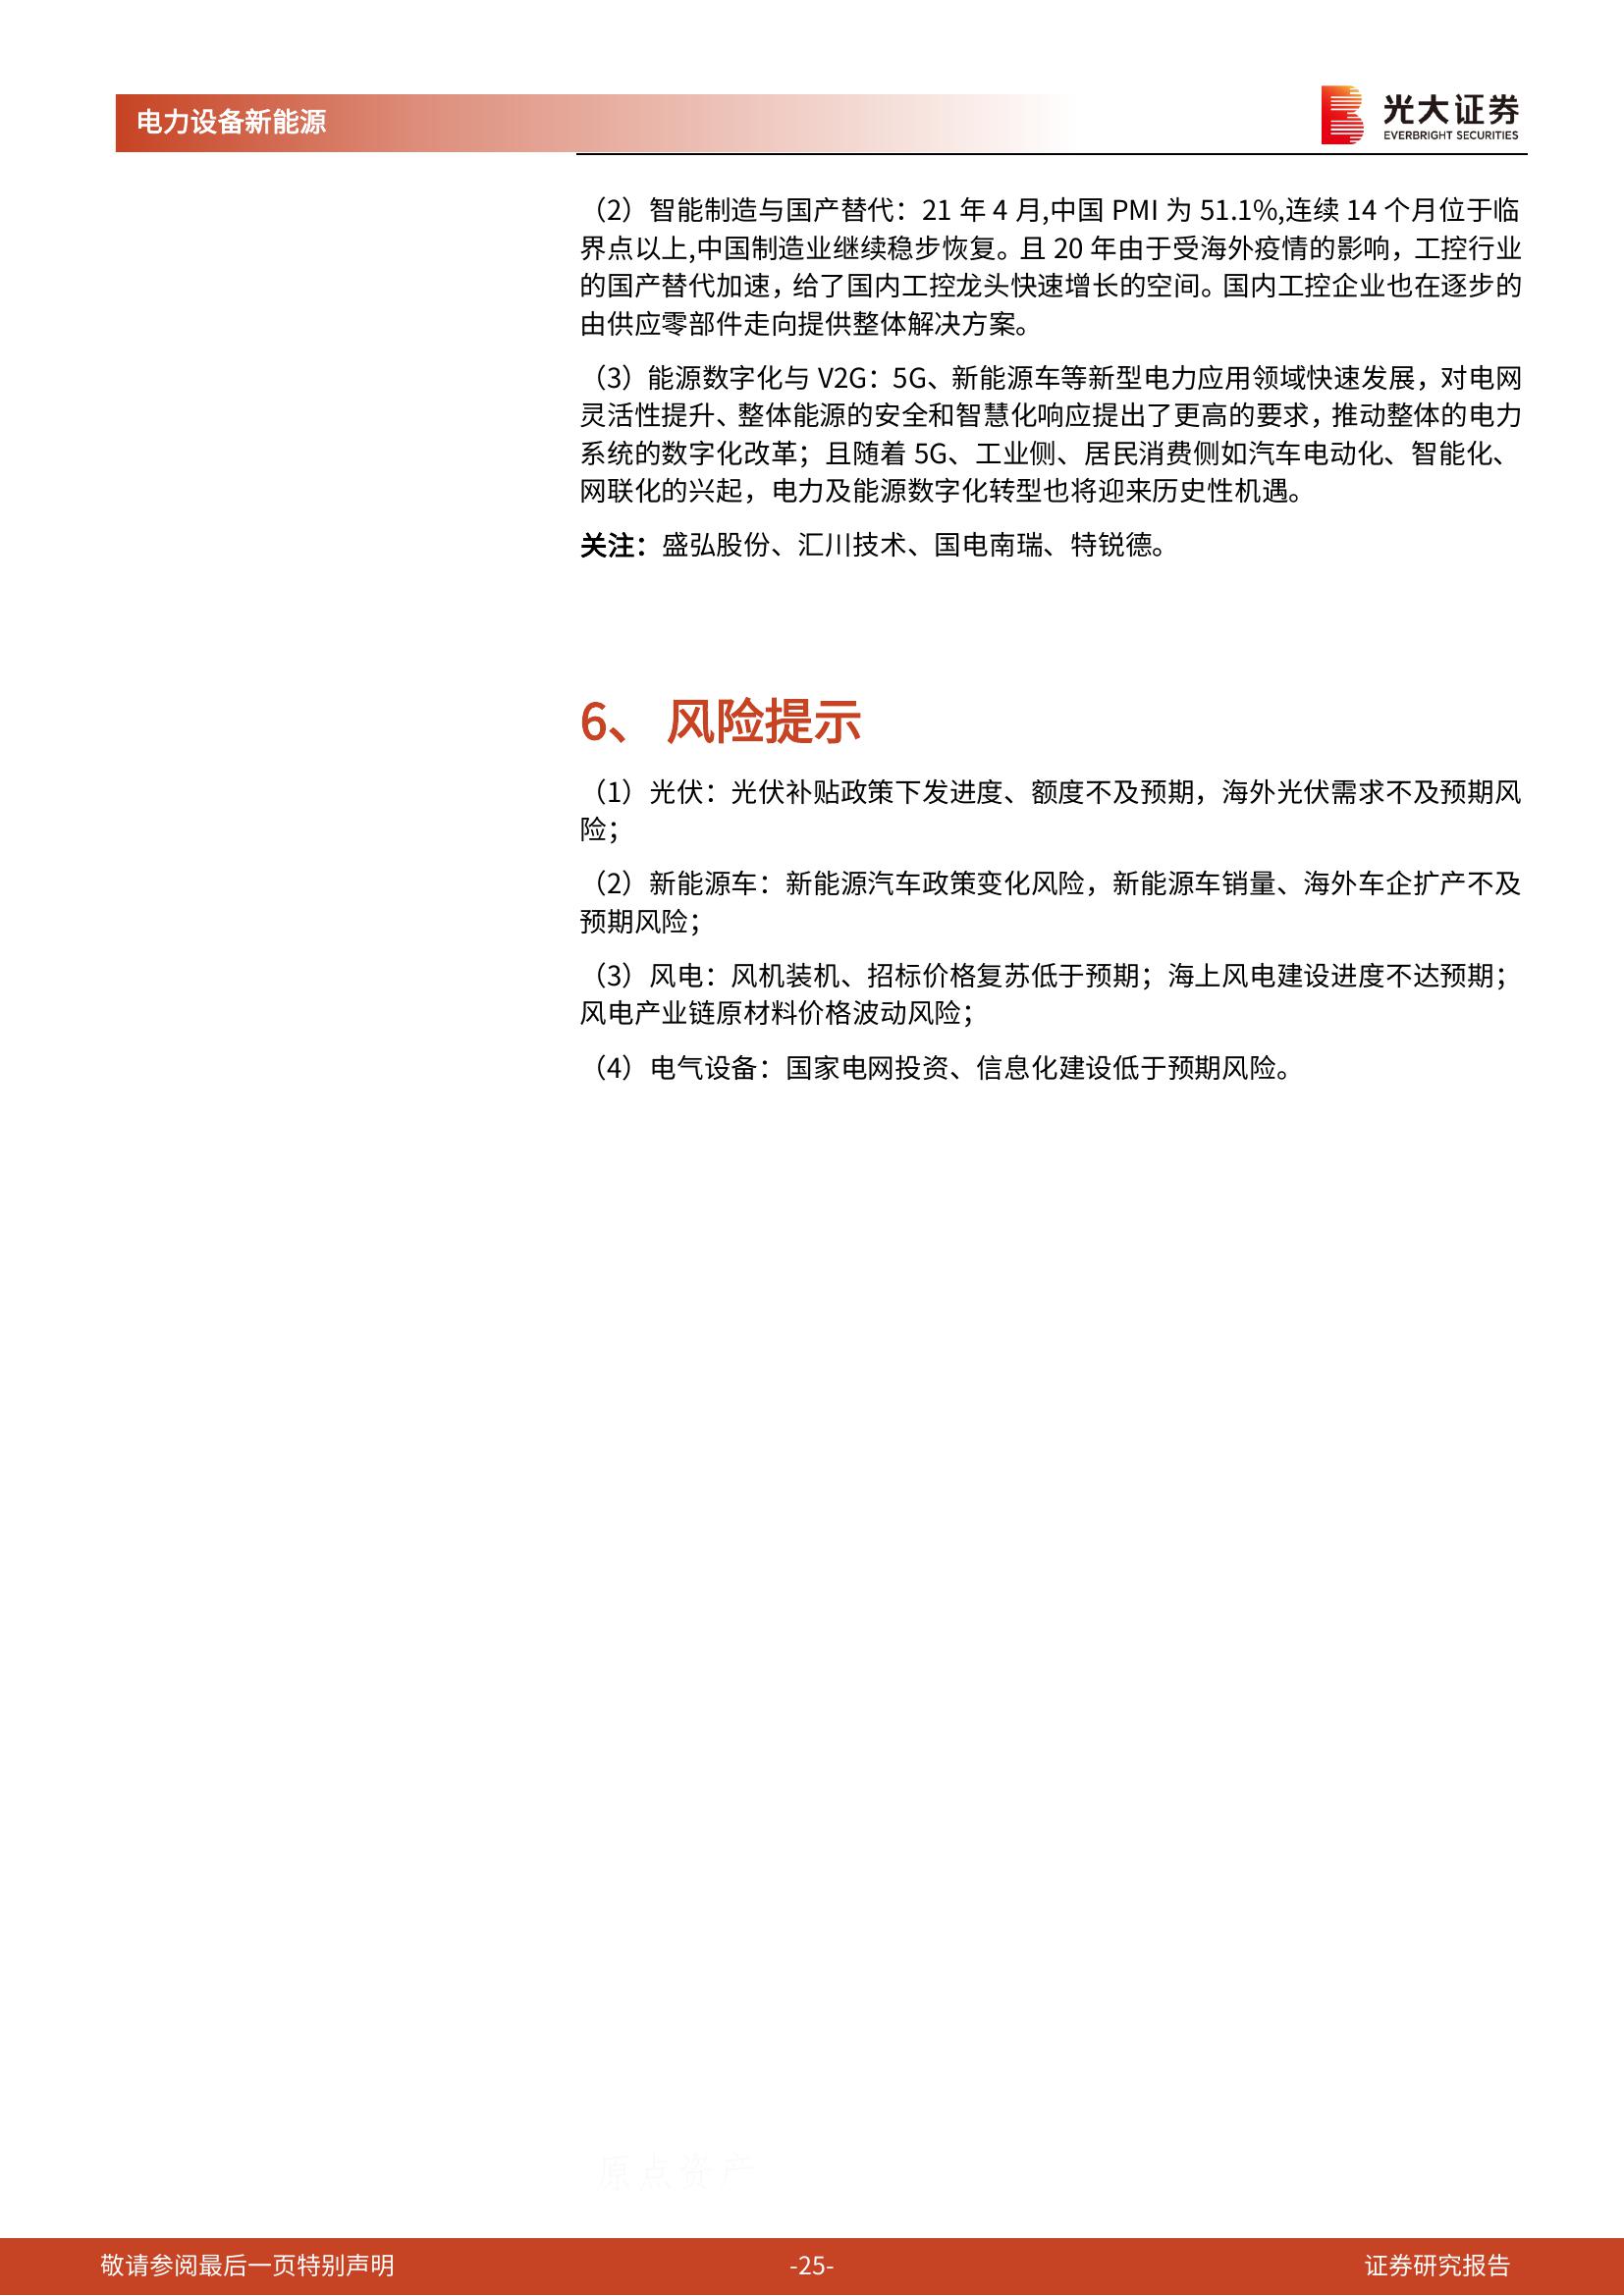 电力设备新能源
光大证券
EVERBRIGHT SECURITIES
（2）智能制造与国产替代：21 年 4 月,中国 PMI 为 51.1%,连续 14 个月位于临
界点以上,中国制造业继续稳步恢复。且 20 年由于受海外疫情的影响，工控行业
的国产替代加速，给了国内工控龙头快速增长的空间。国内工控企业也在逐步的
由供应零部件走向提供整体解决方案。
（3）能源数字化与 V2G：5G、新能源车等新型电力应用领域快速发展，对电网
灵活性提升、整体能源的安全和智慧化响应提出了更高的要求，推动整体的电力
系统的数字化改革；且随着 5G、工业侧、居民消费侧如汽车电动化、智能化、
网联化的兴起，电力及能源数字化转型也将迎来历史性机遇。
关注：盛弘股份、汇川技术、国电南瑞、特锐德。
6、 风险提示
（1）光伏：光伏补贴政策下发进度、额度不及预期，海外光伏需求不及预期风
险；
（2）新能源车：新能源汽车政策变化风险，新能源车销量、海外车企扩产不及
预期风险；
（3）风电：风机装机、招标价格复苏低于预期；海上风电建设进度不达预期；
风电产业链原材料价格波动风险；
（4）电气设备：国家电网投资、信息化建设低于预期风险。
原点资产
敬请参阅最后一页特别声明
-25-
证券研究报告